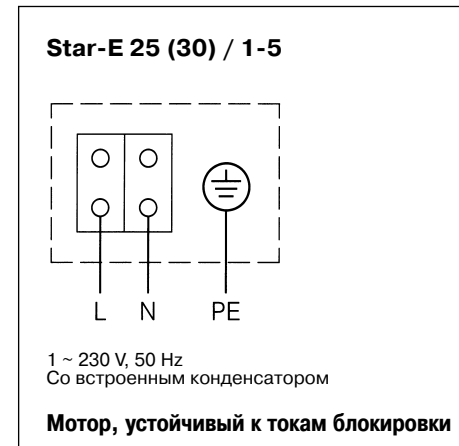 Star-E 25 (30) / 1-5
L N PE
1 ~ 230 V, 50 Hz
Со встроенным конденсатором
Мотор, устойчивый к токам блокировки